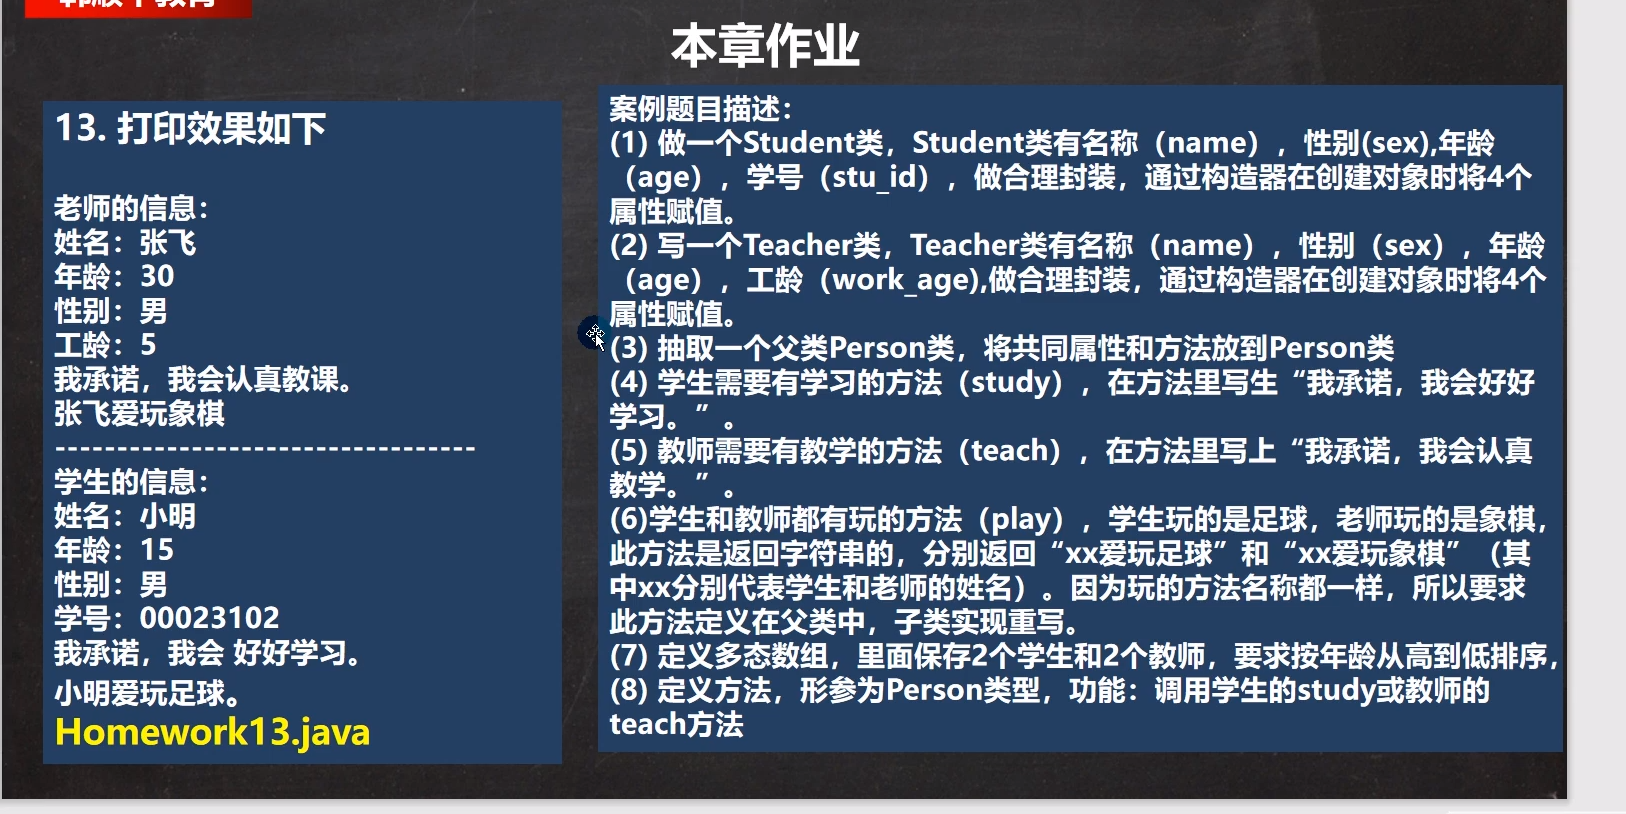 本章作业
13. 打印效果如下
老师的信息：
姓名：张飞
年龄：30
性别：男
工龄：5
我承诺，我会认真教课。
张飞爱玩象棋
----------------------------------
学生的信息：
姓名：小明
年龄：15
性别：男
学号：00023102
我承诺，我会 好好学习。
小明爱玩足球。
Homework13.java
案例题目描述：
(1) 做一个Student类，Student类有名称（name），性别(sex),年龄
（age），学号（stu_id），做合理封装，通过构造器在创建对象时将4个
属性赋值。
(2) 写一个Teacher类，Teacher类有名称（name），性别（sex），年龄
（age），工龄（work_age),做合理封装，通过构造器在创建对象时将4个
属性赋值。
(3) 抽取一个父类Person类，将共同属性和方法放到Person类
(4) 学生需要有学习的方法（study），在方法里写生“我承诺，我会好好
学习。”。
(5) 教师需要有教学的方法（teach），在方法里写上“我承诺，我会认真
教学。”。
(6)学生和教师都有玩的方法（play），学生玩的是足球，老师玩的是象棋，
此方法是返回字符串的，分别返回“xx爱玩足球”和“xx爱玩象棋”（其
中xx分别代表学生和老师的姓名）。因为玩的方法名称都一样，所以要求
此方法定义在父类中，子类实现重写。
(7) 定义多态数组，里面保存2个学生和2个教师，要求按年龄从高到低排序，
(8) 定义方法，形参为Person类型，功能：调用学生的study或教师的
teach方法